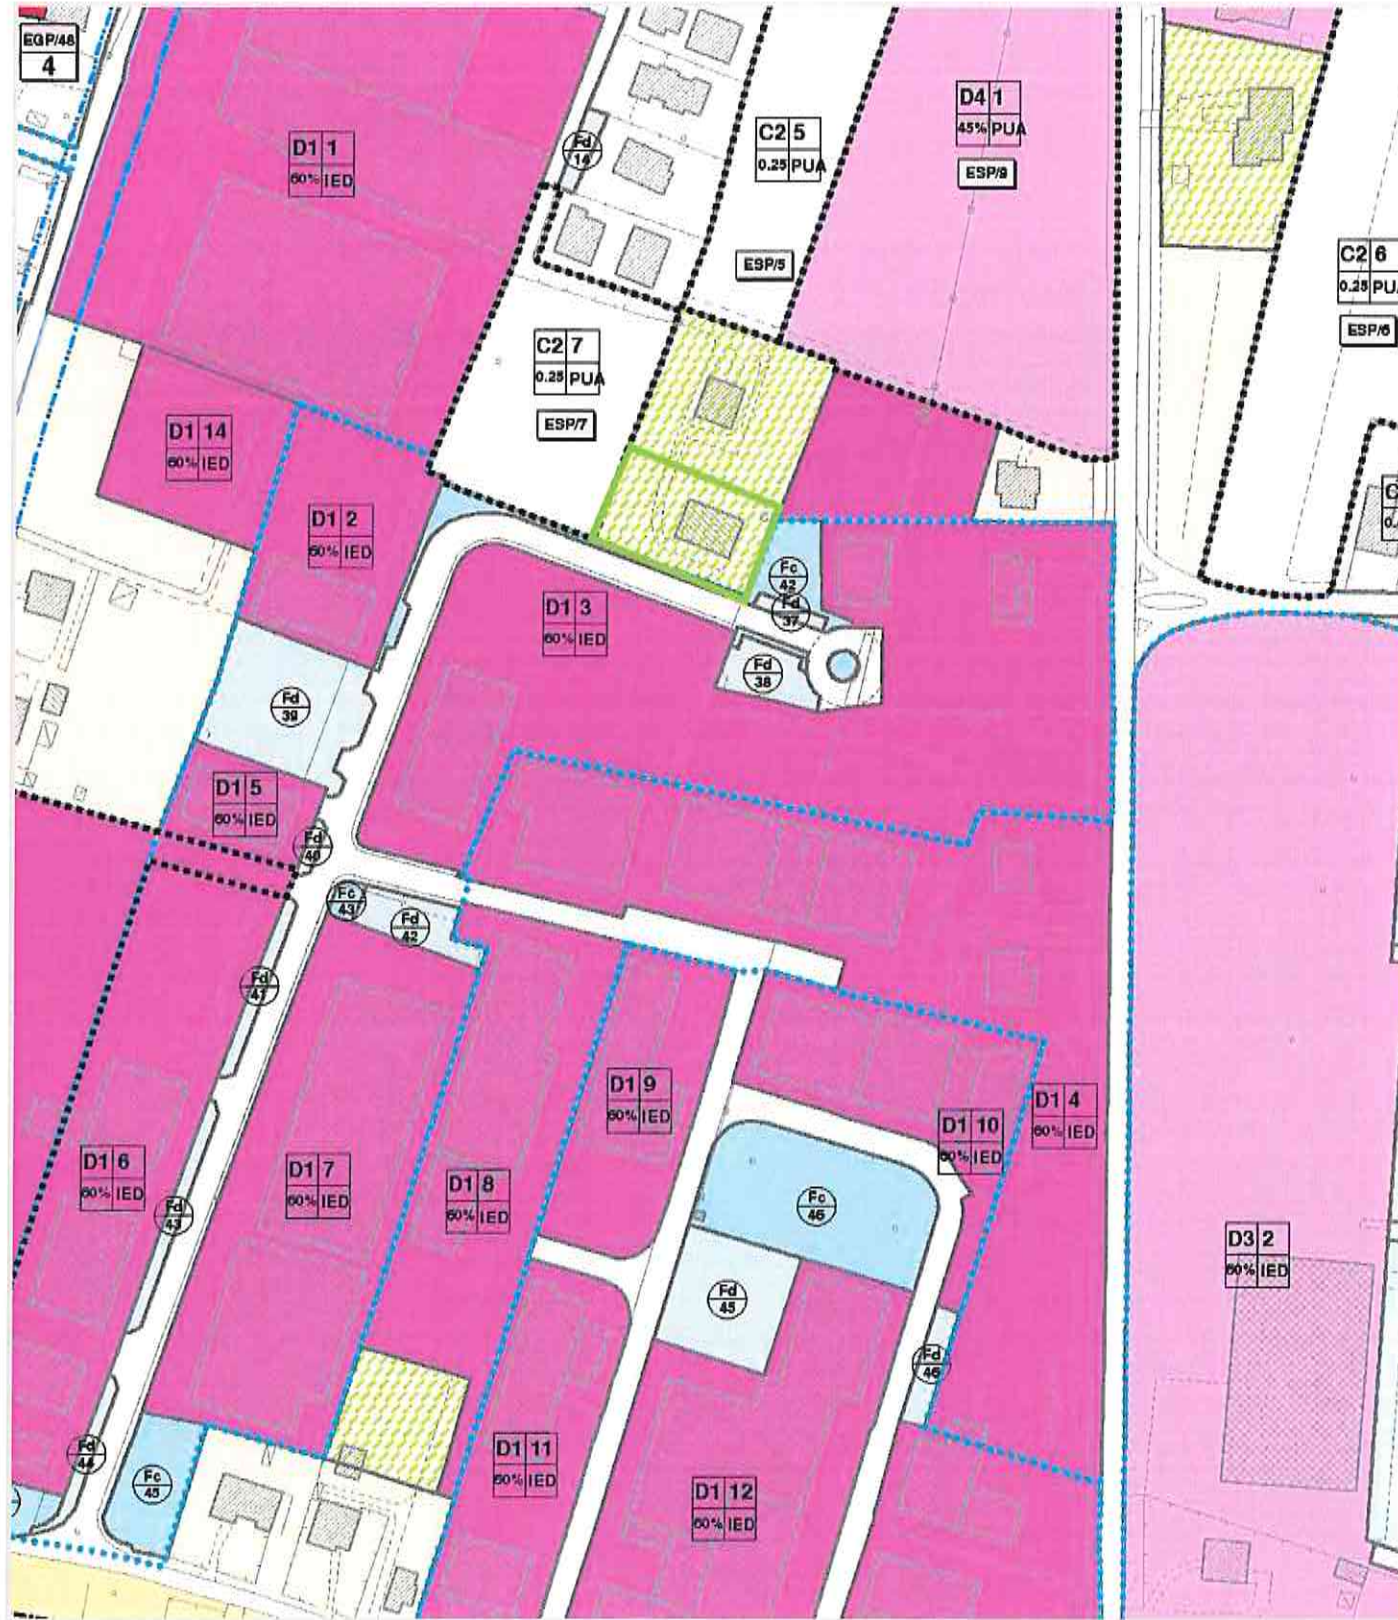 EGP/48
4
D1 1
60% IED
Fd
14
C2 5
0.25 PUA
ESP/5
D4 1
45% PUA
ESP/9
C2 6
0.25
ESP/6
C2 7
0.25 PUA
ESP/7
D1 14
60% IED
D1 2
60% IED
D1 3
60% IED
Fc
42
Fd
37
Fd
38
Fd
39
D1 5
60% IED
Fd
40
Fc
43
Fd
42
Fd
41
D1 9
60% IED
D1 10
60% IED
D1 4
60% IED
D1 6
60% IED
D1 7
60% IED
D1 8
60% IED
Fd
43
Fc
46
D3 2
60% IED
Fd
45
Fd
46
D1 11
60% IED
D1 12
60% IED
Fd
44
Fc
45